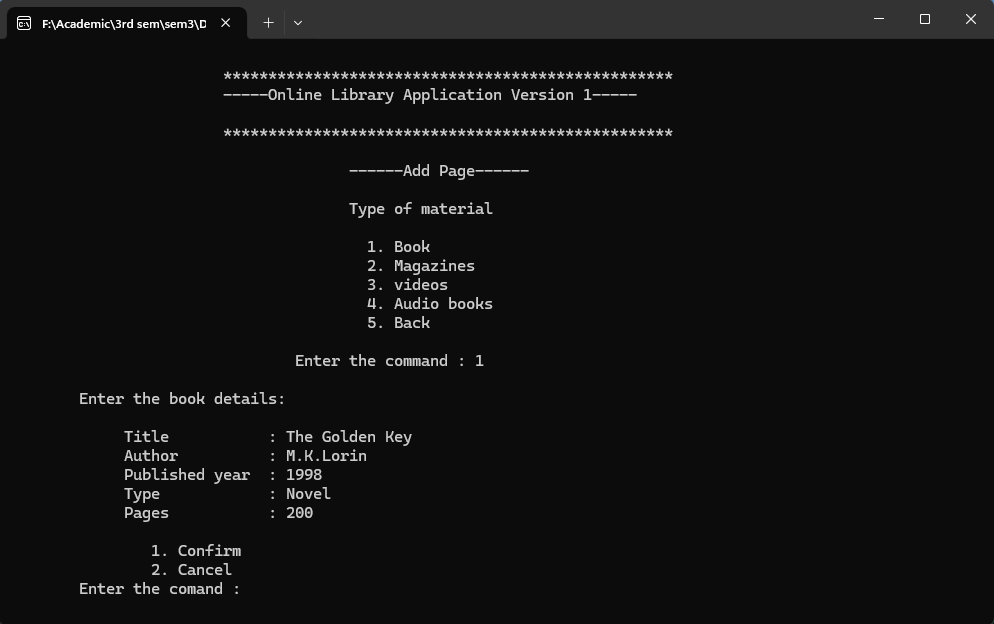 F:\Academic\3rd sem\sem3\D
**************************************************
-----Online Library Application Version 1-----
**************************************************
------Add Page------
Type of material
1. Book
2. Magazines
3. videos
4. Audio books
5. Back
Enter the command : 1
Enter the book details:
Title : The Golden Key
Author : M.K.Lorin
Published year : 1998
Type : Novel
Pages : 200
1. Confirm
2. Cancel
Enter the comand :